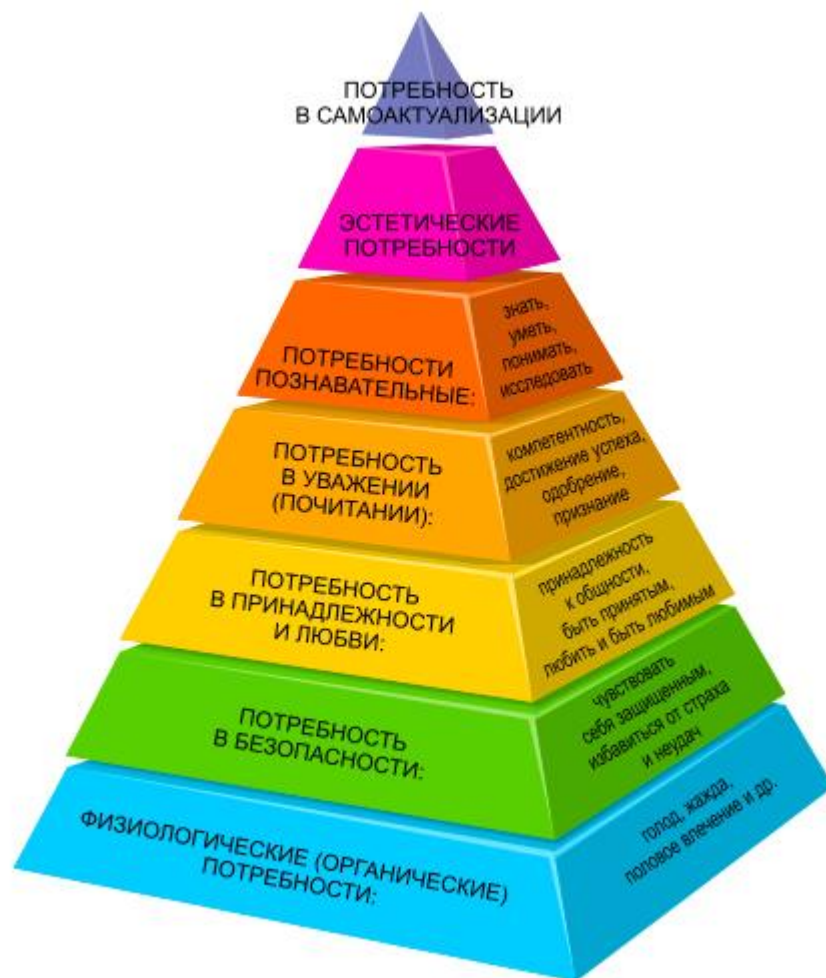 ПОТРЕБНОСТЬ
В САМОАКТУАЛИЗАЦИИ
ЭСТЕТИЧЕСКИЕ
ПОТРЕБНОСТИ
ПОТРЕБНОСТИ
ПОЗНАВАТЕЛЬНЫЕ:
знать,
уметь,
понимать,
исследовать
ПОТРЕБНОСТЬ
В УВАЖЕНИИ
(ПОЧИТАНИИ):
компетентность,
достижение успеха,
одобрение,
признание
ПОТРЕБНОСТЬ
В ПРИНАДЛЕЖНОСТИ
И ЛЮБВИ:
принадлежность
к общности,
быть принятым,
любить и быть любимым
ПОТРЕБНОСТЬ
В БЕЗОПАСНОСТИ:
чувствовать
себя защищенным,
избавиться от страха
и неудач
ФИЗИОЛОГИЧЕСКИЕ (ОРГАНИЧЕСКИЕ)
ПОТРЕБНОСТИ:
голод, жажда,
половое влечение и др.